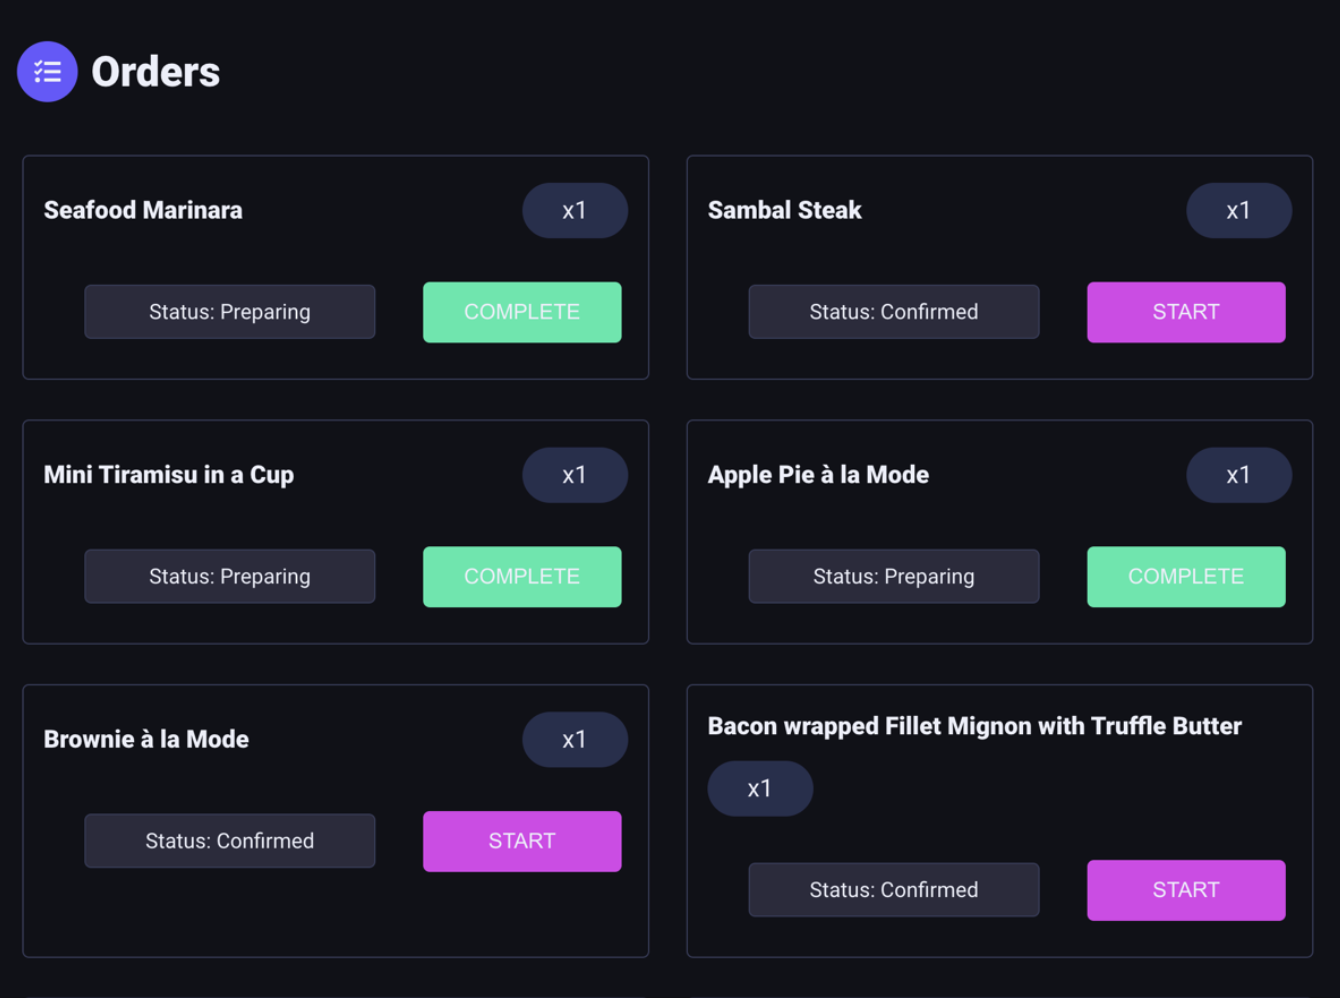 Orders
Seafood Marinara
x1
Status: Preparing
COMPLETE
Sambal Steak
x1
Status: Confirmed
START
Mini Tiramisu in a Cup
x1
Status: Preparing
COMPLETE
Apple Pie à la Mode
x1
Status: Preparing
COMPLETE
Brownie à la Mode
x1
Status: Confirmed
START
Bacon wrapped Fillet Mignon with Truffle Butter
x1
Status: Confirmed
START